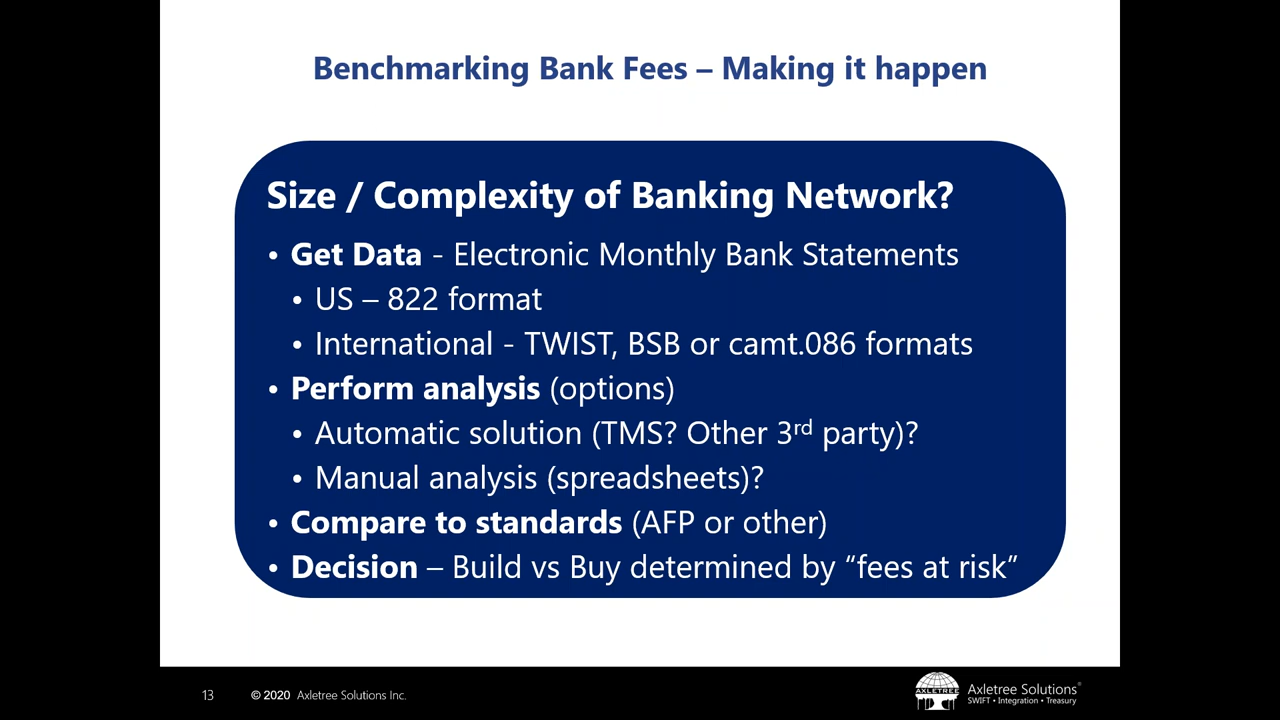 Benchmarking Bank Fees – Making it happen
Size / Complexity of Banking Network?
• Get Data - Electronic Monthly Bank Statements
• US – 822 format
• International - TWIST, BSB or camt.086 formats
• Perform analysis (options)
• Automatic solution (TMS? Other 3rd party)?
• Manual analysis (spreadsheets)?
• Compare to standards (AFP or other)
• Decision – Build vs Buy determined by “fees at risk”
13 © 2020 Axletree Solutions Inc.
AXLETREE
Axletree Solutions®
SWIFT • Integration • Treasury